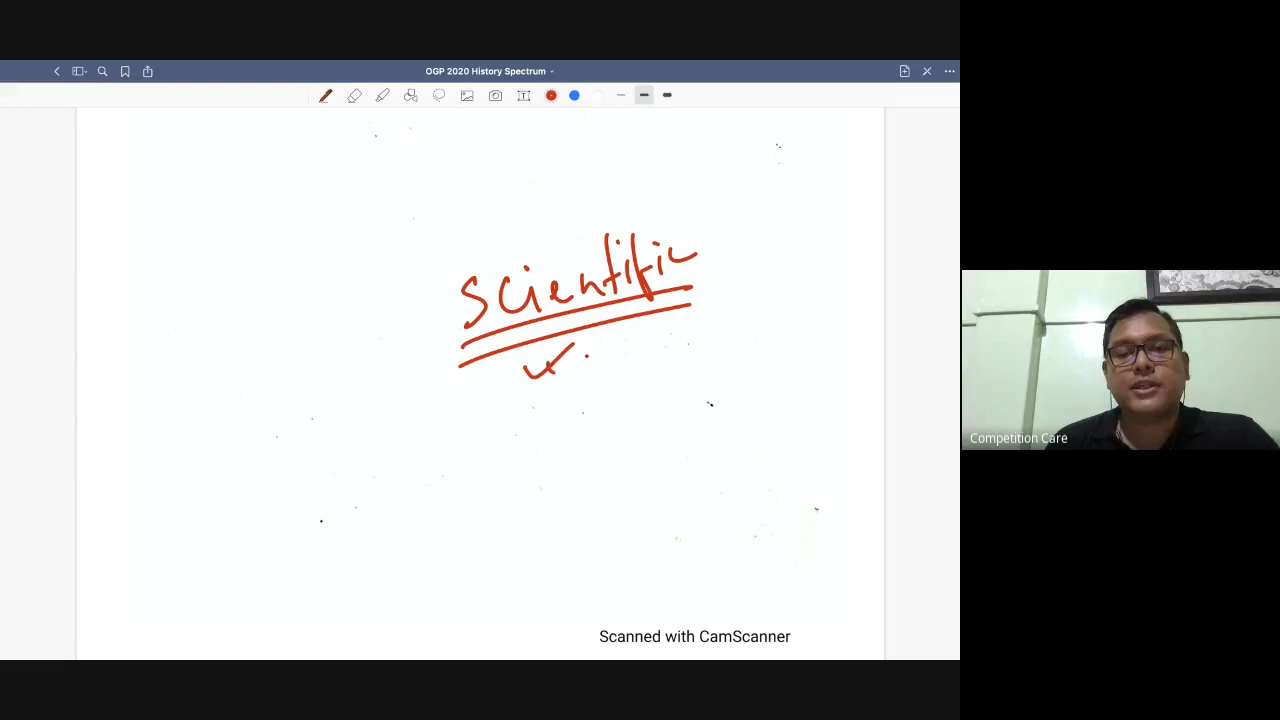 OGP 2020 History Spectrum
T
Scientific
Competition Care
Scanned with CamScanner